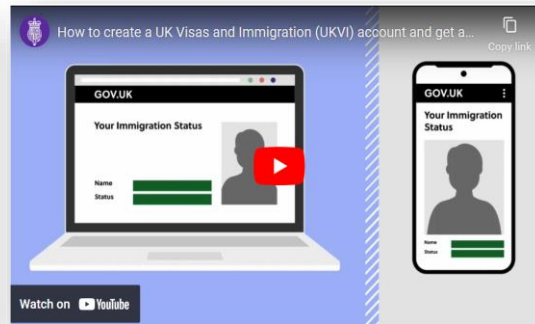 How to create a UK Visas and Immigration (UKVI) account and get a...
Copy link
GOV.UK
Your Immigration Status
Name
Status
GOV.UK
Your Immigration
Status
Name
Status
Watch on YouTube